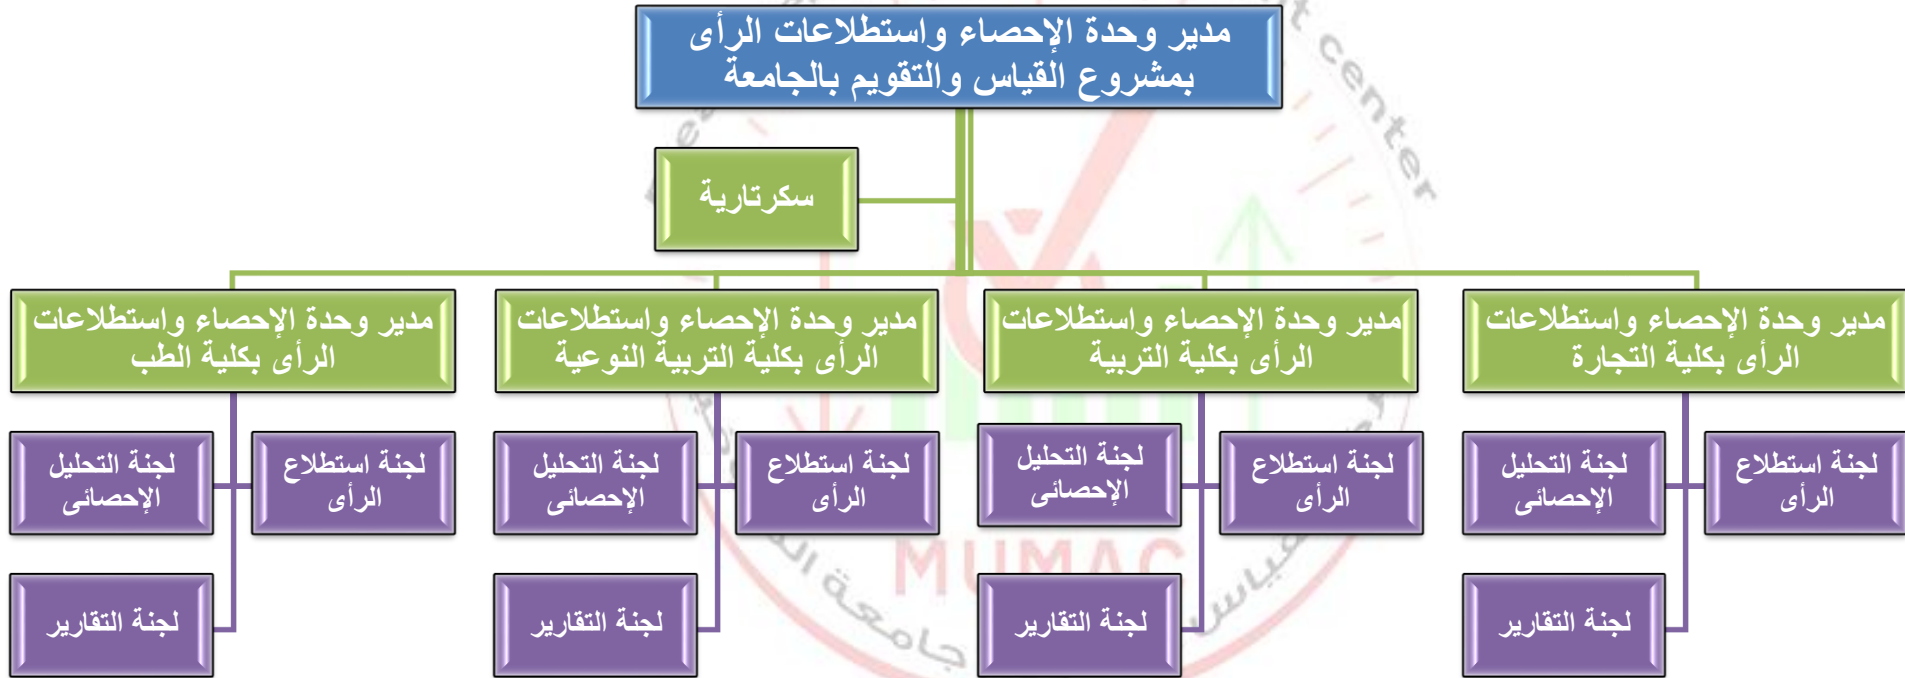 مدير وحدة الإحصاء واستطلاعات الرأى
بمشروع القياس والتقويم بالجامعة
سكرتارية
مدير وحدة الإحصاء واستطلاعات
الرأى بكلية التجارة
مدير وحدة الإحصاء واستطلاعات
الرأى بكلية التربية
مدير وحدة الإحصاء واستطلاعات
الرأى بكلية التربية النوعية
مدير وحدة الإحصاء واستطلاعات
الرأى بكلية الطب
لجنة استطلاع
الرأى
لجنة التحليل
الإحصائى
لجنة استطلاع
الرأى
لجنة التحليل
الإحصائى
لجنة استطلاع
الرأى
لجنة التحليل
الإحصائى
لجنة استطلاع
الرأى
لجنة التحليل
الإحصائى
لجنة التقارير
لجنة التقارير
لجنة التقارير
لجنة التقارير
center
MUMAC
القياس
جامعة